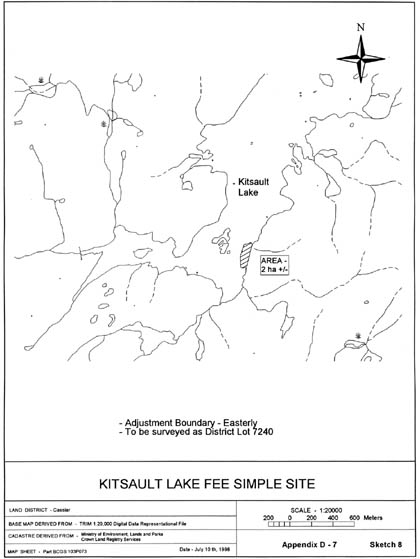 N
Kitsault
Lake
AREA -
2 ha +/-
- Adjustment Boundary - Easterly
- To be surveyed as District Lot 7240
KITSAULT LAKE FEE SIMPLE SITE
LAND DISTRICT - Cassiar
BASE MAP DERIVED FROM - TRIM 1:20,000 Digital Data Representational File
CADASTRE DERIVED FROM - Ministry of Environment, Lands and Parks
Crown Land Registry Services
MAP SHEET - Part BCGS 103P073
Date - July 10 th, 1998
SCALE - 1:20000
200 0 200 400 600 Meters
Appendix D - 7 Sketch 8